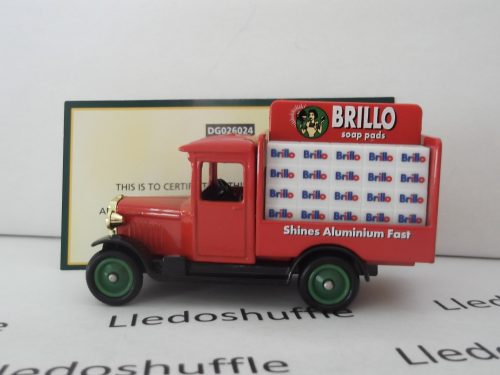 DG026024
THIS IS TO CERTIF
BRILLO
soap pads
Brillo Brillo Brillo Brillo Brillo
Brillo Brillo Brillo Brillo Brillo
Brillo Brillo Brillo Brillo Brillo
Brillo Brillo Brillo Brillo Brillo
Shines Aluminium Fast
Lledoshuffle
Lledoshuffle